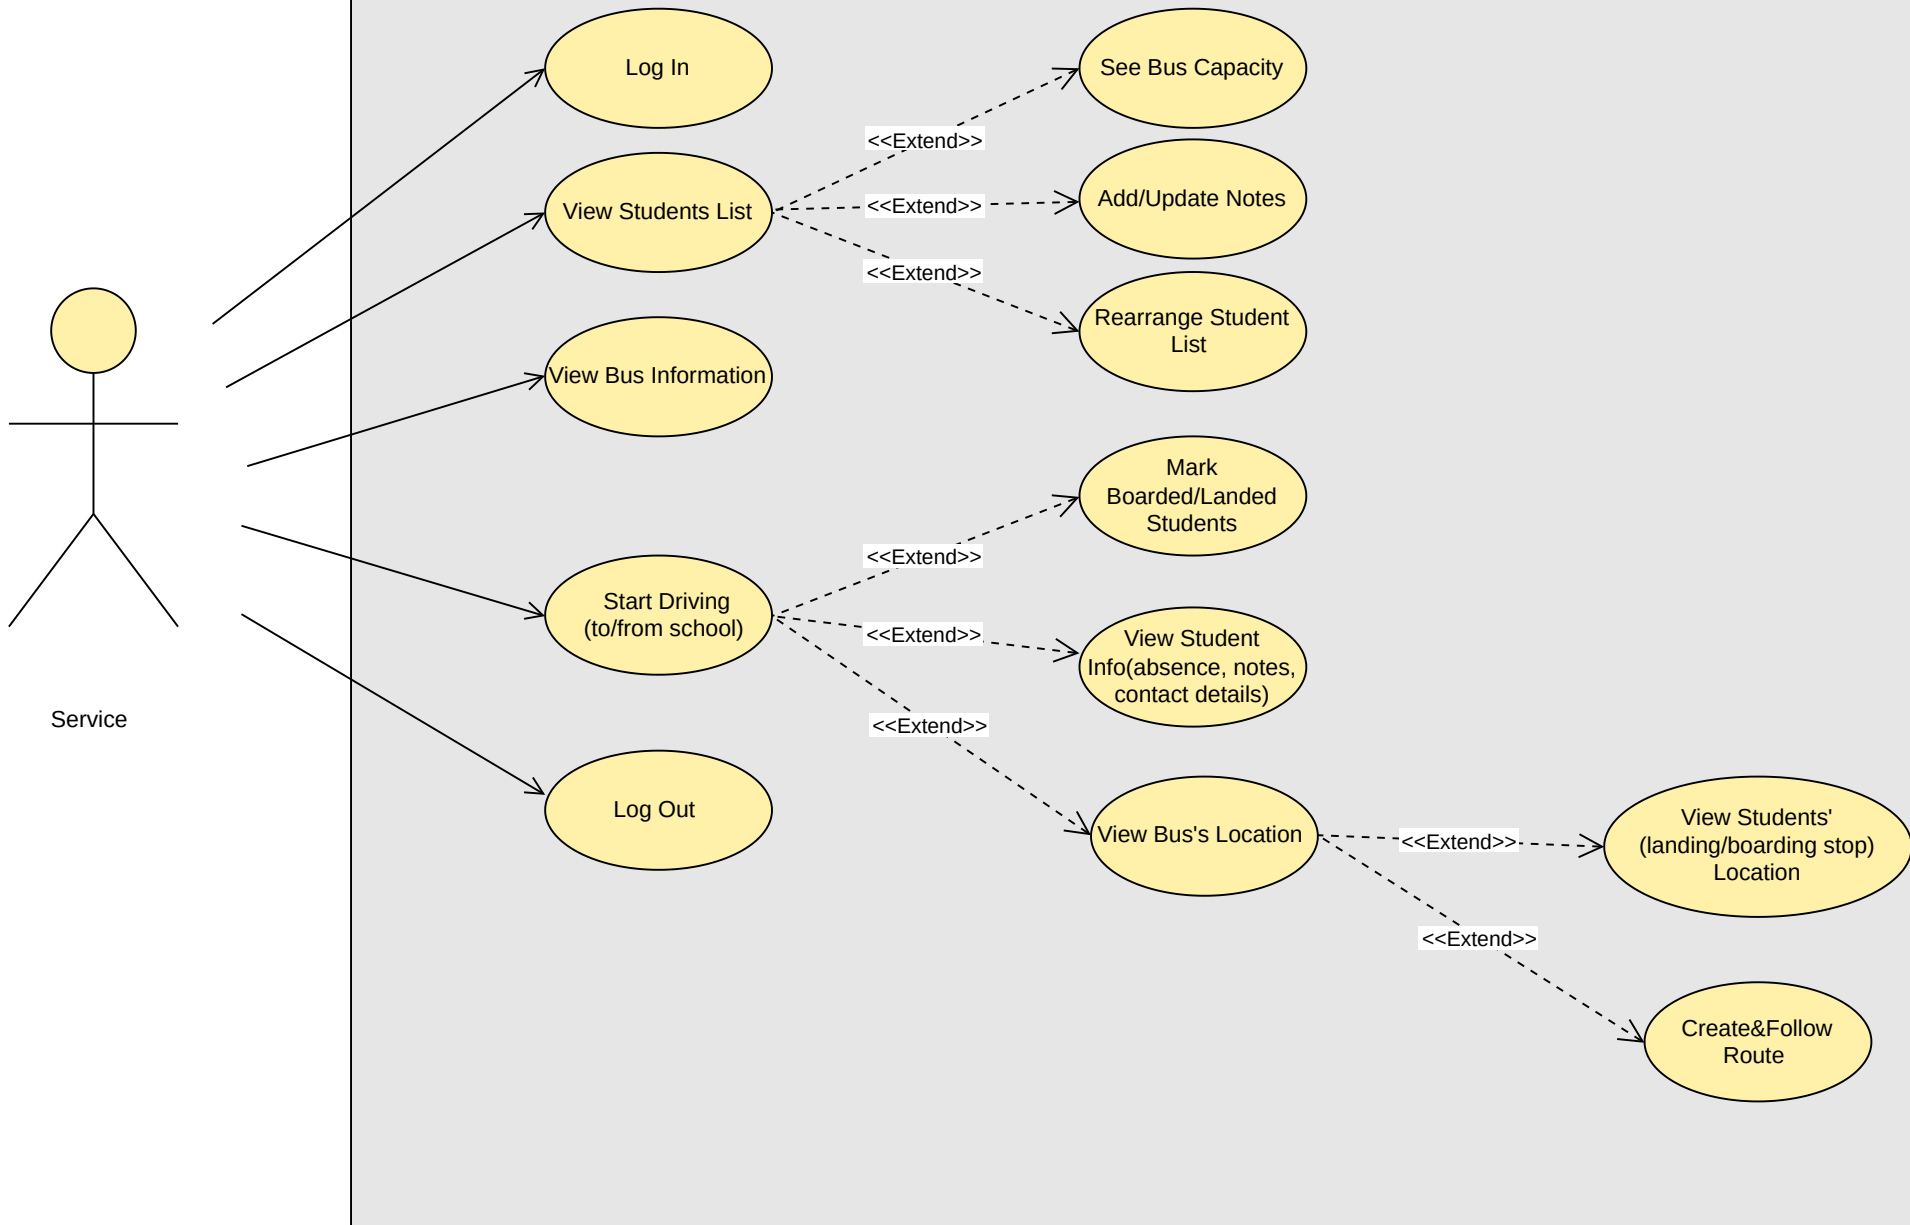 Log In
See Bus Capacity
<<Extend>>
View Students List
<<Extend>>
Add/Update Notes
<<Extend>>
Rearrange Student
List
View Bus Information
Mark
Boarded/Landed
Students
<<Extend>>
Start Driving
(to/from school)
<<Extend>>
View Student
Info(absence, notes,
contact details)
Service
<<Extend>>
Log Out
View Bus's Location
<<Extend>>
View Students'
(landing/boarding stop)
Location
<<Extend>>
Create&Follow
Route